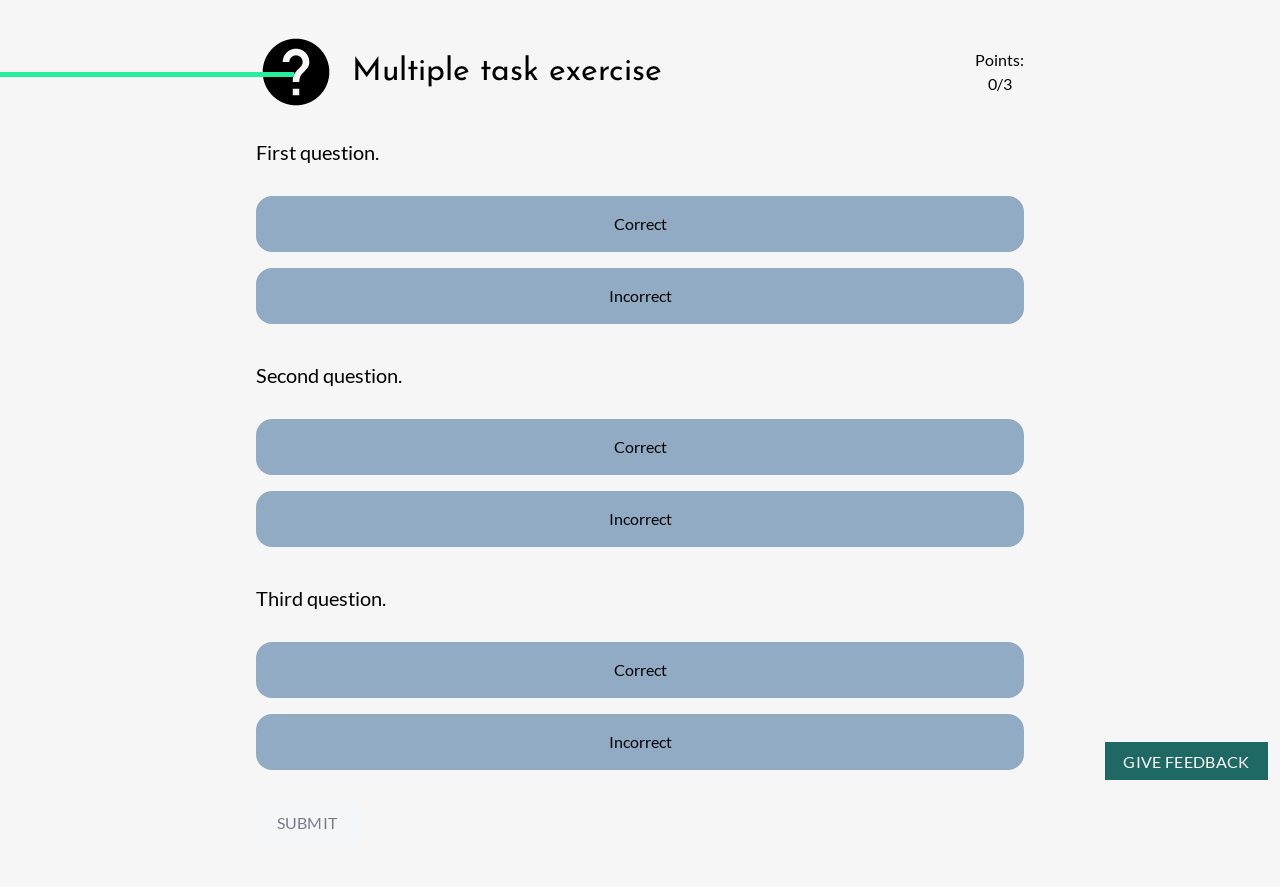 Multiple task exercise
Points:
0/3
First question.
Correct
Incorrect
Second question.
Correct
Incorrect
Third question.
Correct
Incorrect
GIVE FEEDBACK
SUBMIT